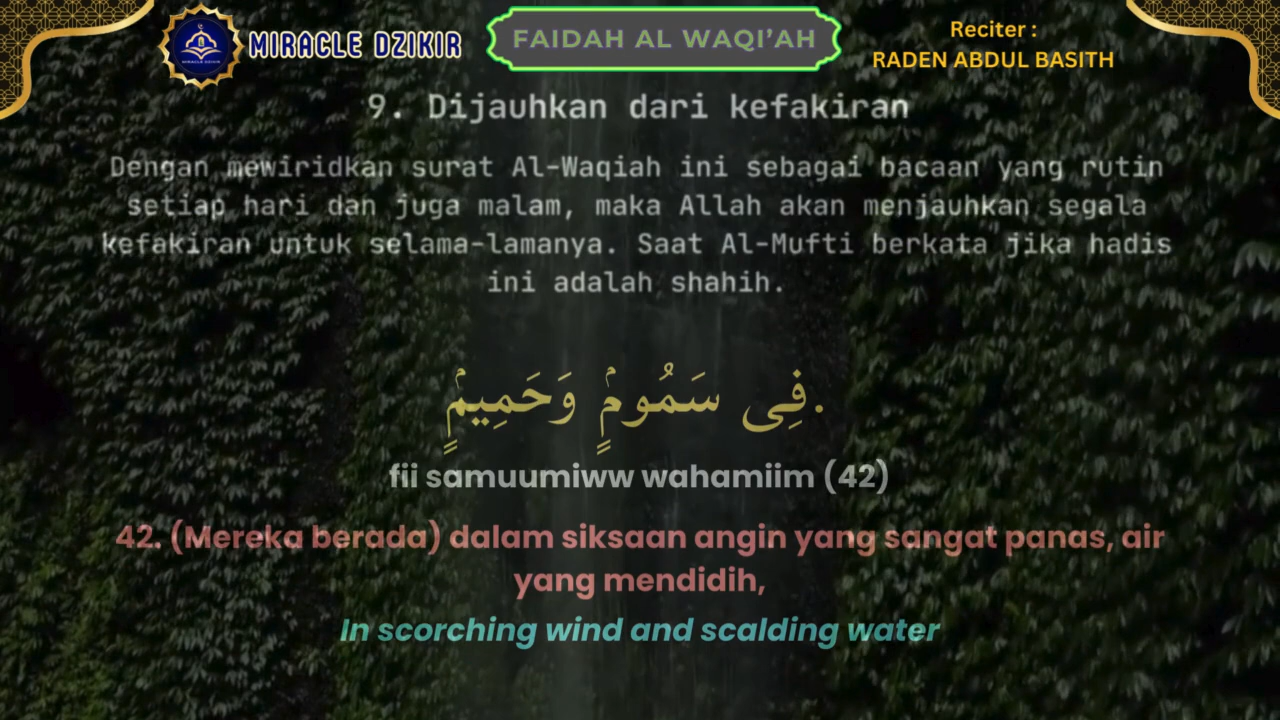 MIRACLE DZIKIR
FAIDAH AL WAQI'AH
Reciter :
RADEN ABDUL BASITH
9. Dijauhkan dari kefakiran
Dengan mewiridkan surat Al-Waqiah ini sebagai bacaan yang rutin
setiap hari dan juga malam, maka Allah akan menjauhkan segala
kefakiran untuk selama-lamanya. Saat Al-Mufti berkata jika hadis
ini adalah shahih.
.فِى سَمُومٍۢ وَحَمِيمٍۢ
fii samuumiww wahamiim (42)
42. (Mereka berada) dalam siksaan angin yang sangat panas, air
yang mendidih,
In scorching wind and scalding water